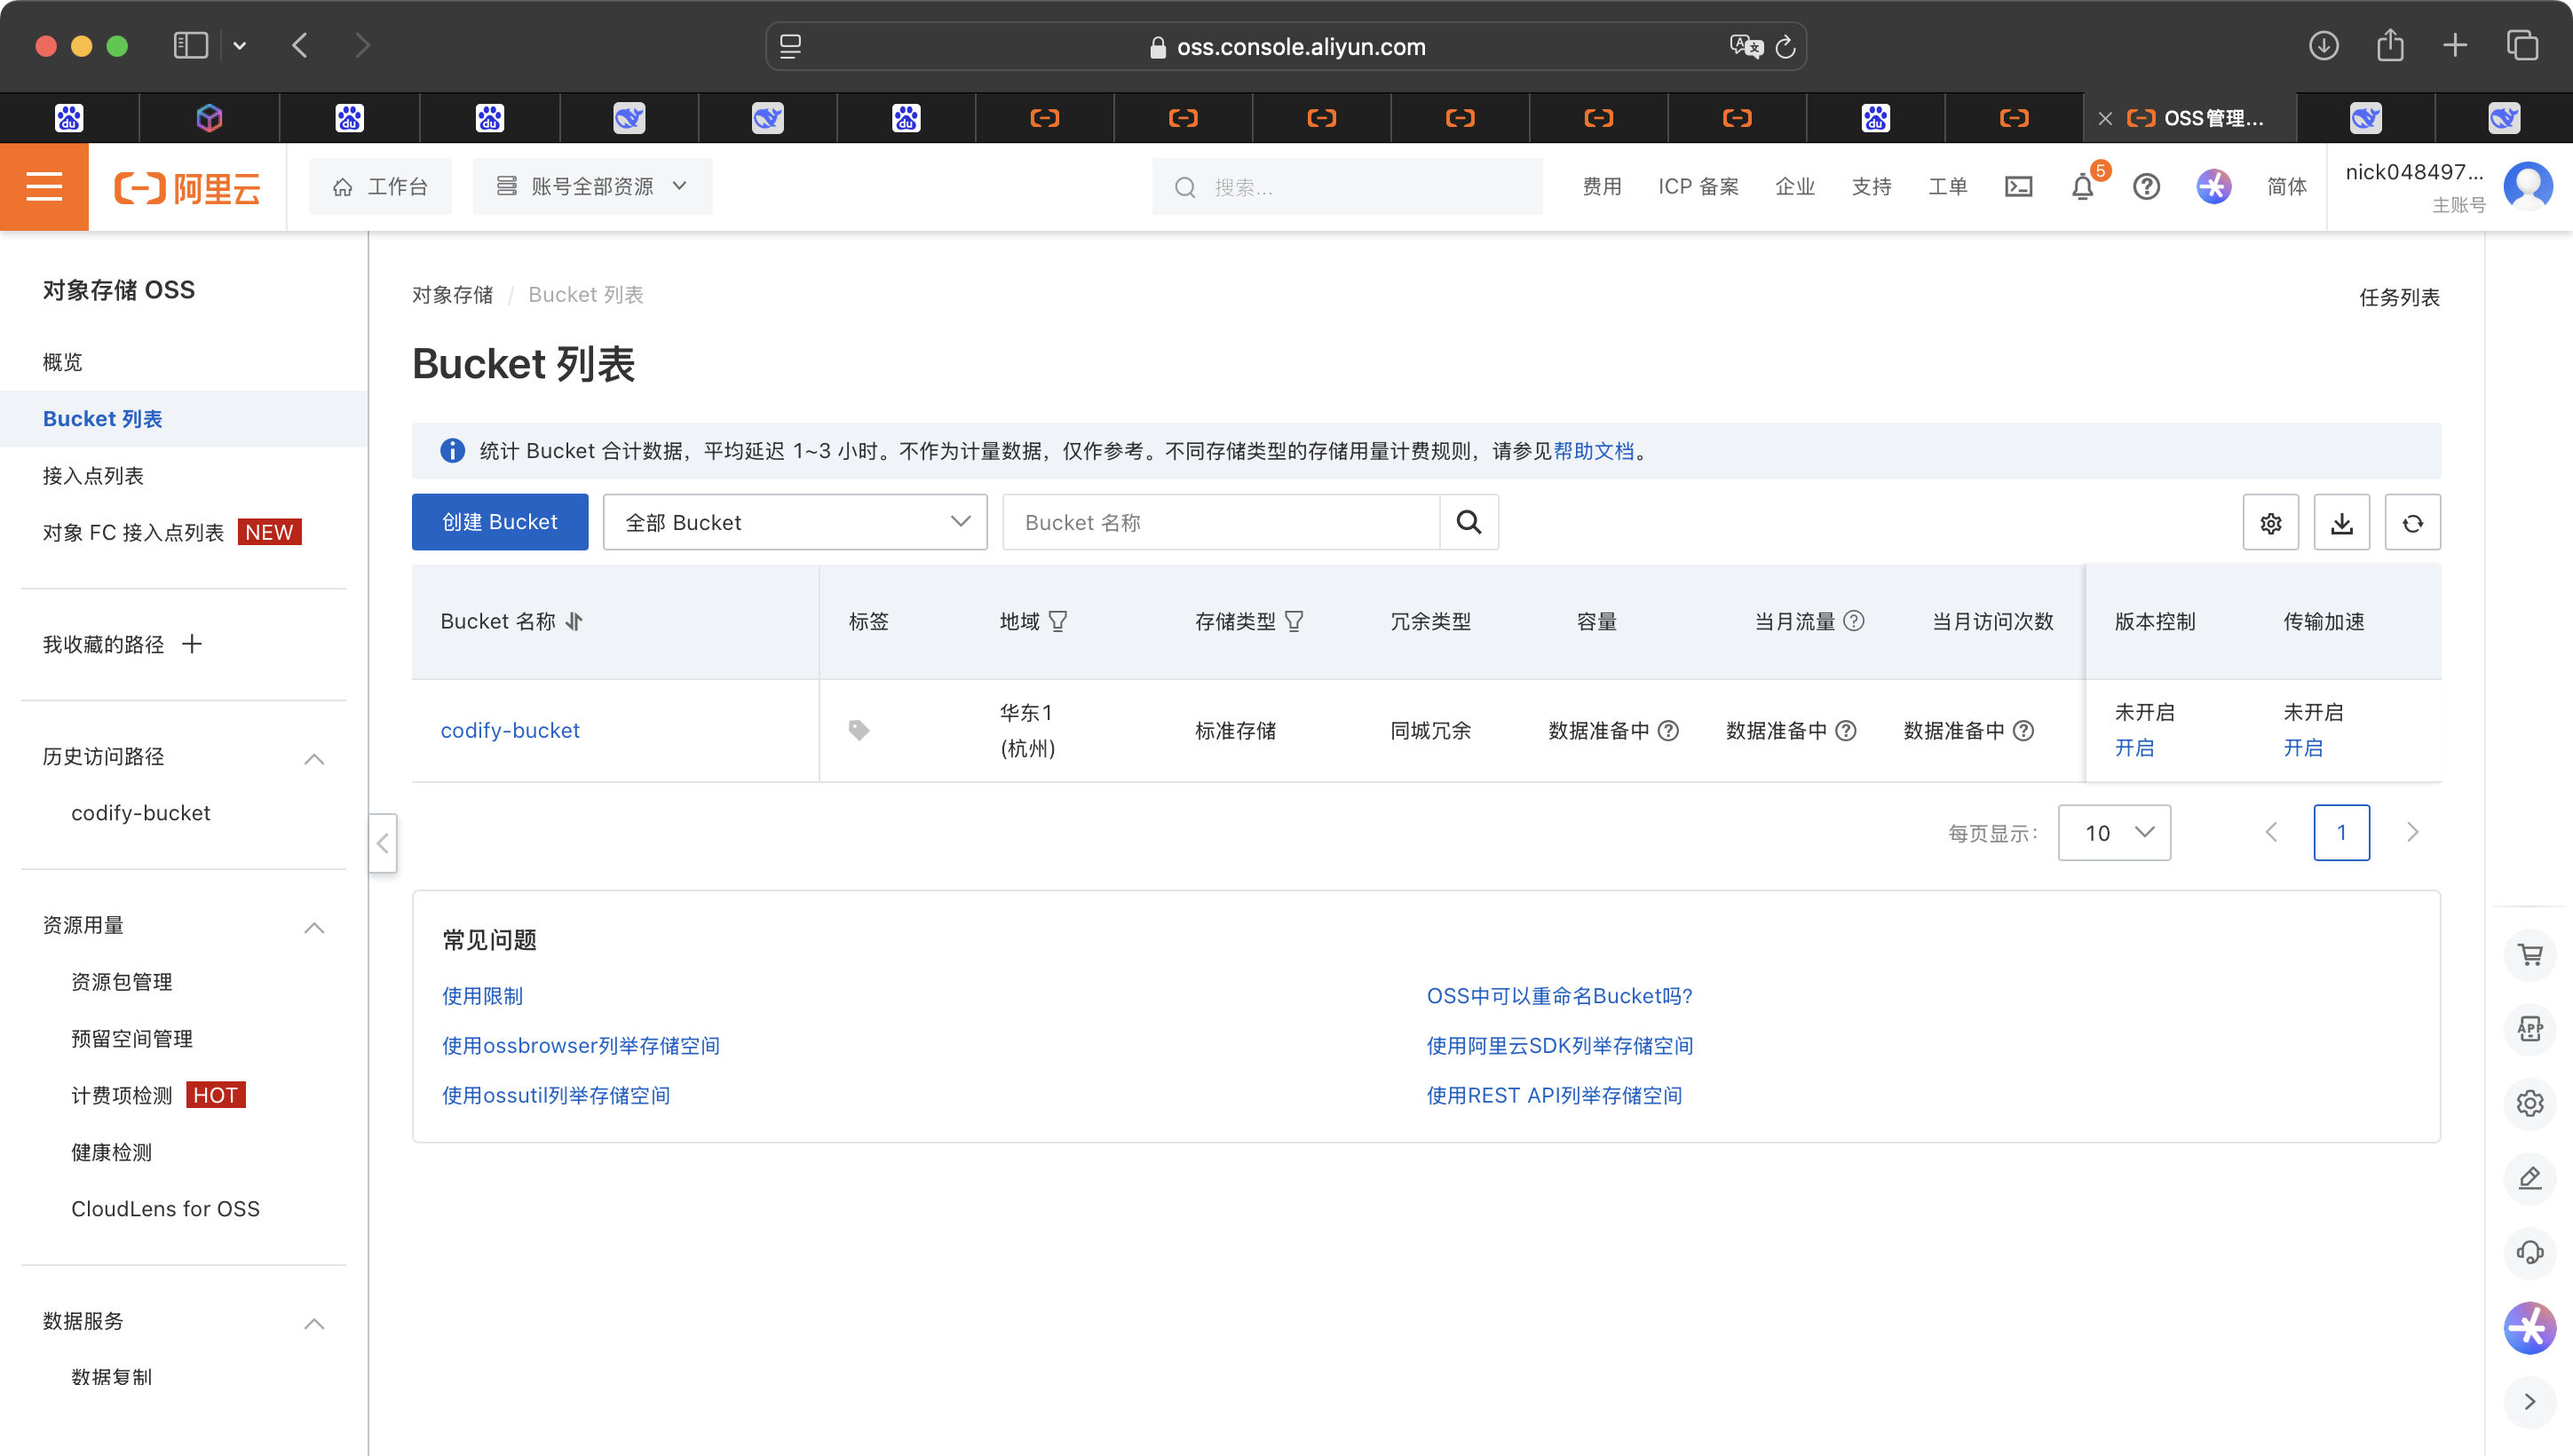 oss.console.aliyun.com
OSS管理...
阿里云
工作台
账号全部资源
搜索...
费用
ICP 备案
企业
支持
工单
5
简体
nick048497...
主账号
对象存储 OSS
概览
Bucket 列表
接入点列表
对象 FC 接入点列表 NEW
我收藏的路径
历史访问路径
codify-bucket
资源用量
资源包管理
预留空间管理
计费项检测 HOT
健康检测
CloudLens for OSS
数据服务
数据复制
对象存储 / Bucket 列表
任务列表
Bucket 列表
统计 Bucket 合计数据，平均延迟 1~3 小时。不作为计量数据，仅作参考。不同存储类型的存储用量计费规则，请参见帮助文档。
创建 Bucket
全部 Bucket
Bucket 名称
Bucket 名称 标签 地域 存储类型 冗余类型 容量 当月流量 当月访问次数 版本控制 传输加速
codify-bucket
华东1
(杭州)
标准存储
同城冗余
数据准备中
数据准备中
数据准备中
未开启
开启
未开启
开启
每页显示：
10
1
常见问题
使用限制
OSS中可以重命名Bucket吗?
使用ossbrowser列举存储空间
使用阿里云SDK列举存储空间
使用ossutil列举存储空间
使用REST API列举存储空间
APP